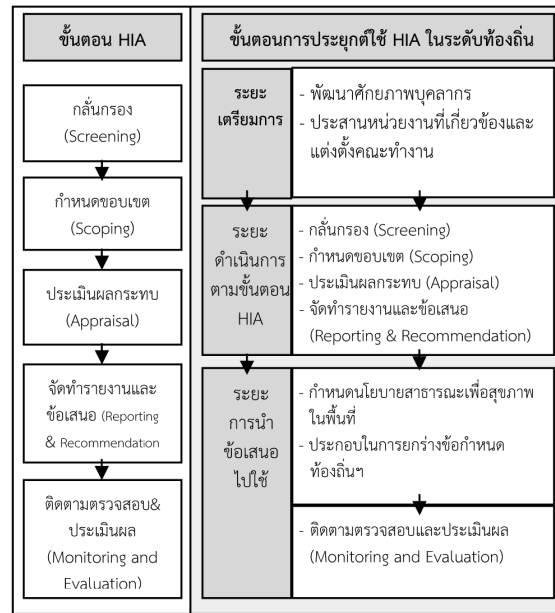 ขั้นตอน HIA
กลั่นกรอง
(Screening)
กำหนดขอบเขต
(Scoping)
ประเมินผลกระทบ
(Appraisal)
จัดทำรายงานและ
ข้อเสนอ (Reporting
& Recommendation
ติดตามตรวจสอบ&
ประเมินผล
(Monitoring and
Evaluation)
ขั้นตอนการประยุกต์ใช้ HIA ในระดับท้องถิ่น
ระยะ
เตรียมการ
- พัฒนาศักยภาพบุคลากร
- ประสานหน่วยงานที่เกี่ยวข้องและ
แต่งตั้งคณะทำงาน
ระยะ
ดำเนินการ
ตามขั้นตอน
HIA
- กลั่นกรอง (Screening)
- กำหนดขอบเขต (Scoping)
- ประเมินผลกระทบ (Appraisal)
- จัดทำรายงานและข้อเสนอ
(Reporting & Recommendation)
ระยะ
การนำ
ข้อเสนอ
ไปใช้
- กำหนดนโยบายสาธารณะเพื่อสุขภาพ
ในพื้นที่
- ประกอบในการยกร่างข้อกำหนด
ท้องถิ่นฯ
- ติดตามตรวจสอบและประเมินผล
(Monitoring and Evaluation)